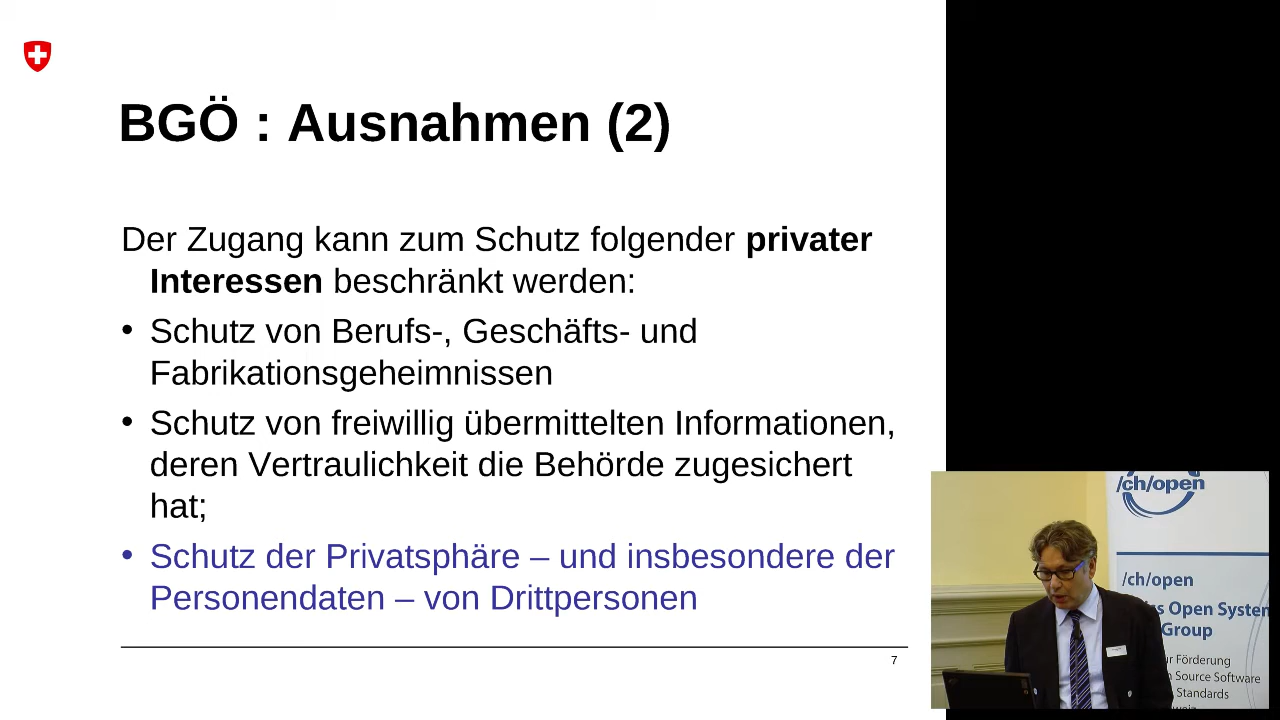 BGÖ : Ausnahmen (2)
Der Zugang kann zum Schutz folgender privater
Interessen beschränkt werden:
• Schutz von Berufs-, Geschäfts- und
Fabrikationsgeheimnissen
• Schutz von freiwillig übermittelten Informationen,
deren Vertraulichkeit die Behörde zugesichert
hat;
• Schutz der Privatsphäre – und insbesondere der
Personendaten – von Drittpersonen
7
/ch/open
/ch/open
Open System
Group
Förderung
Source Software
Standards